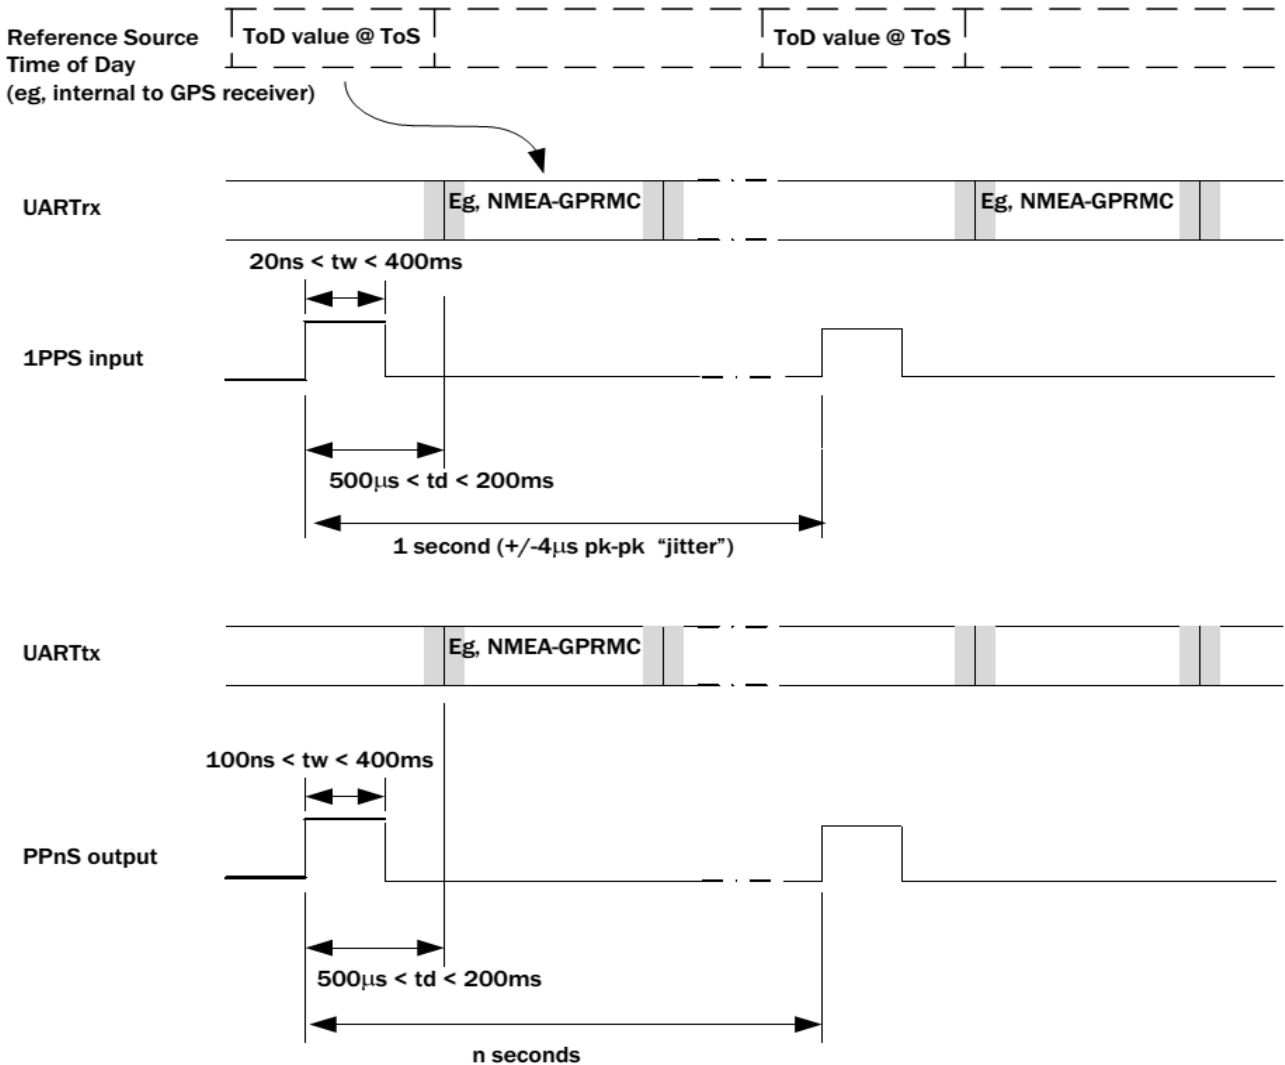 ToD value @ ToS
ToD value @ ToS
Reference Source
Time of Day
(eg, internal to GPS receiver)
UARTrx
Eg, NMEA-GPRMC
Eg, NMEA-GPRMC
20ns < tw < 400ms
1PPS input
500μs < td < 200ms
1 second (+/-4μs pk-pk “jitter”)
UARTtx
Eg, NMEA-GPRMC
100ns < tw < 400ms
PPnS output
500μs < td < 200ms
n seconds